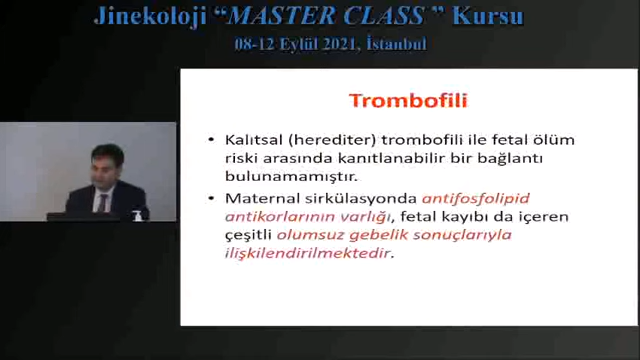 Jinekoloji “MASTER CLASS ” Kursu
08-12 Eylül 2021, İstanbul
Trombofili
• Kalıtsal (herediter) trombofili ile fetal ölüm
riski arasında kanıtlanabilir bir bağlantı
bulunamamıştır.
• Maternal sirkülasyonda antifosfolipid
antikorlarının varlığı, fetal kayıbı da içeren
çeşitli olumsuz gebelik sonuçlarıyla
ilişkilendirilmektedir.